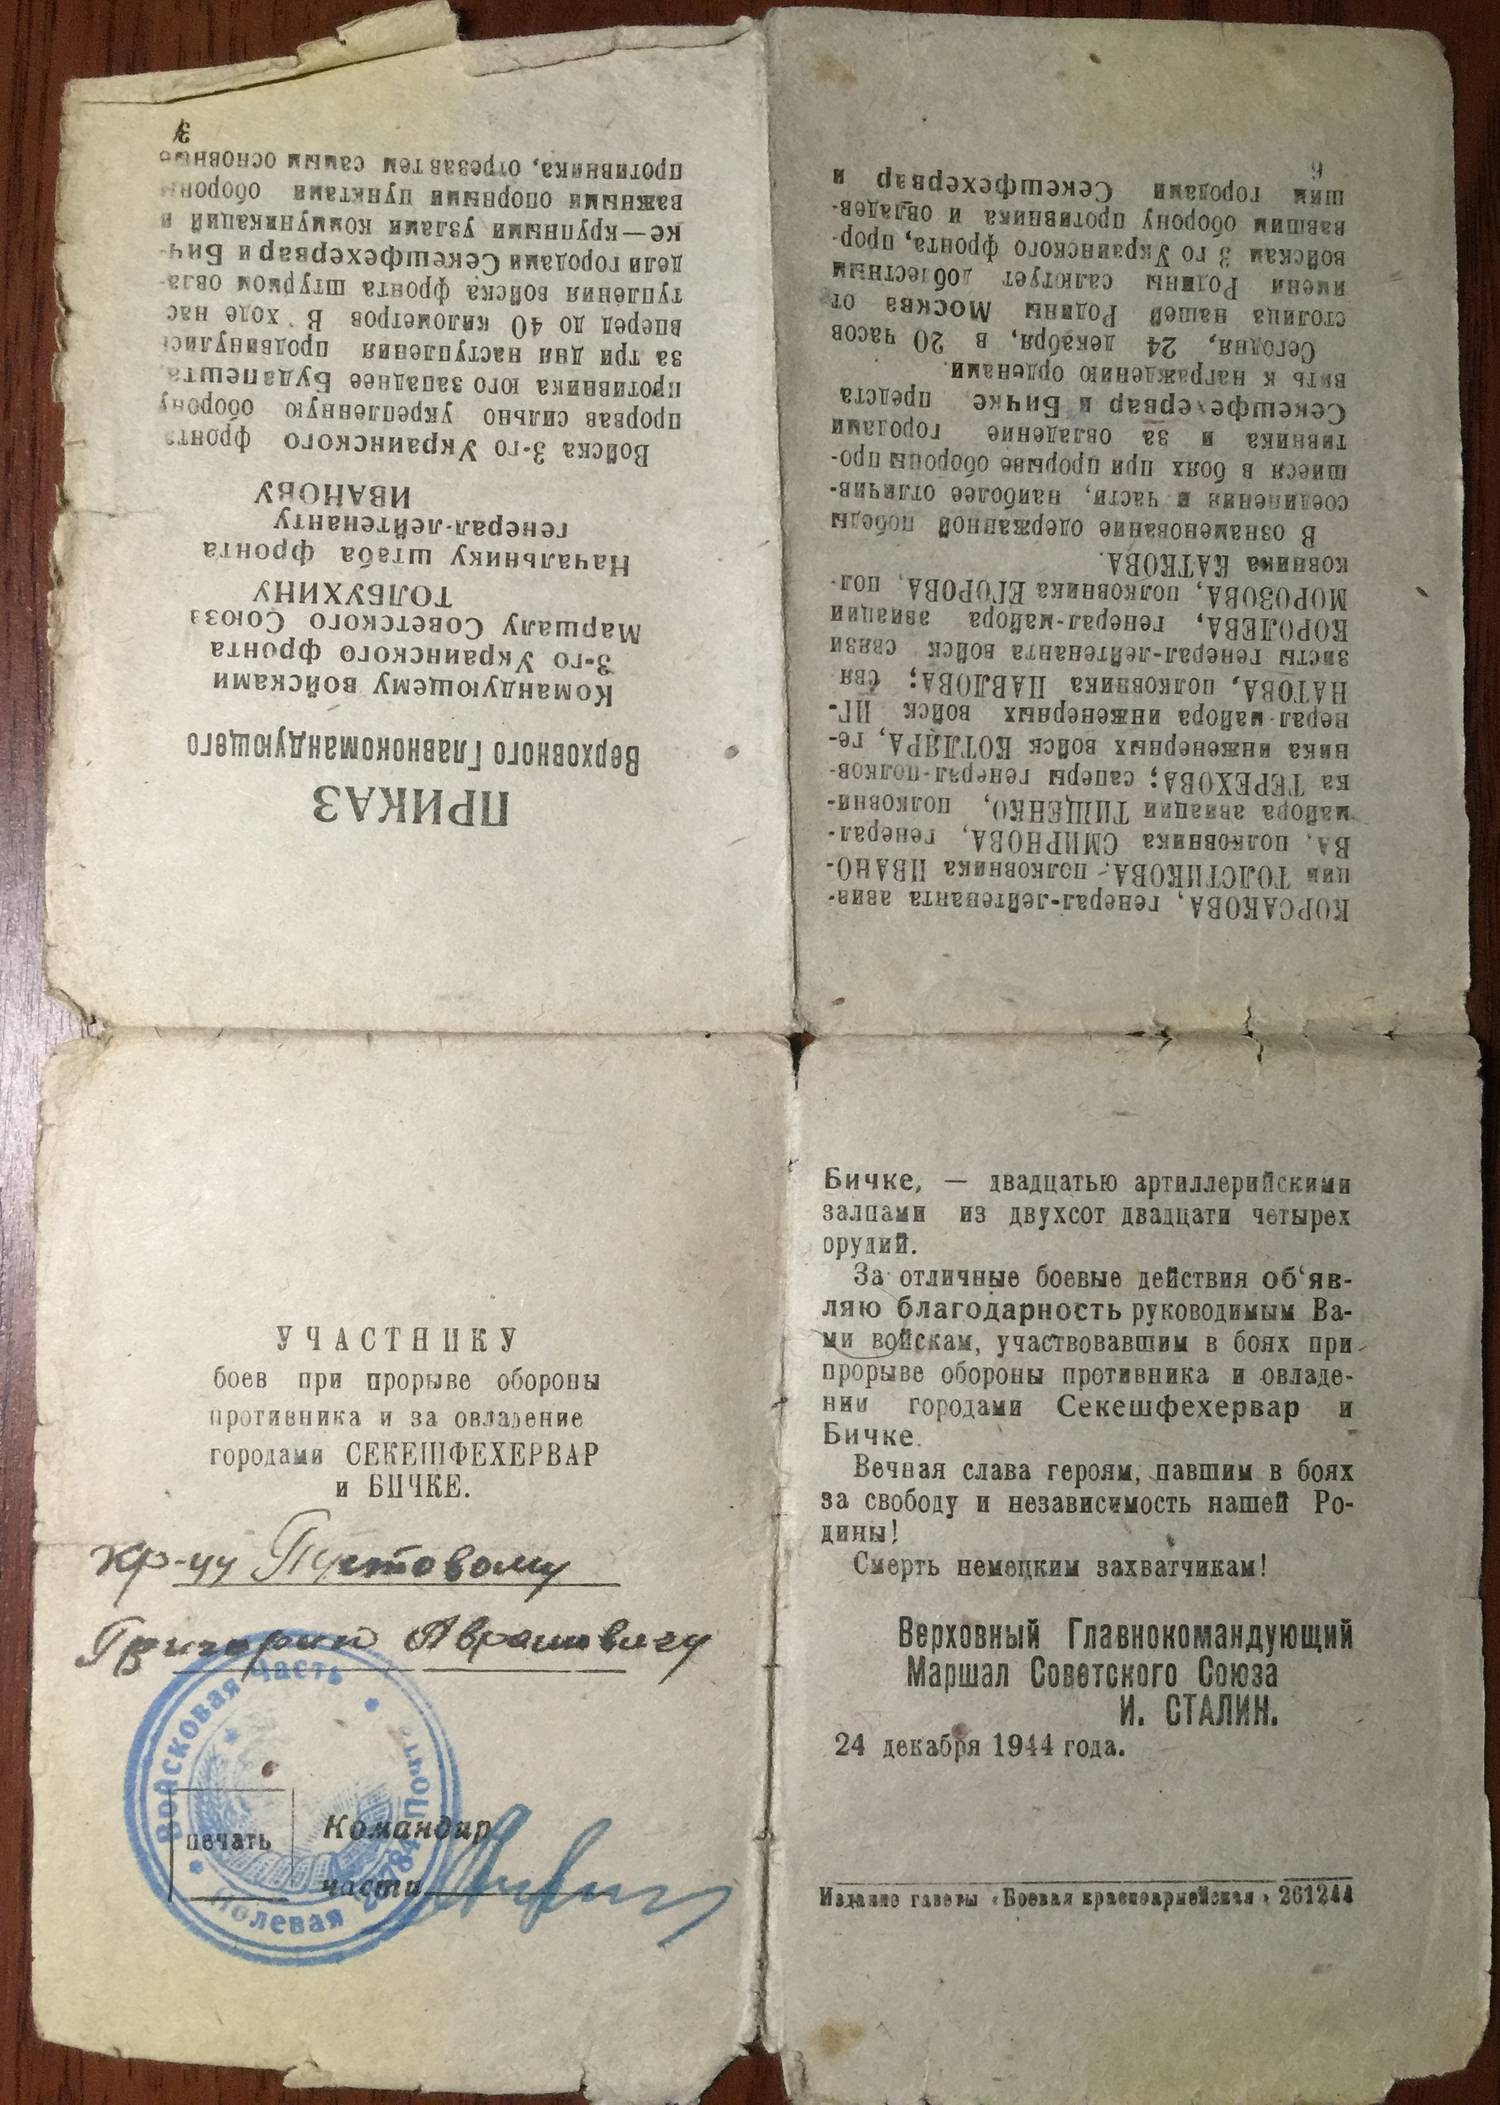 ПРИКАЗ
Верховного Главнокомандующего
Командующему войсками
3-го Украинского фронта
Маршалу Советского Союза
ТОЛБУХИНУ
Начальнику штаба фронта
генерал-лейтенанту
ИВАНОВУ
Войска 3-го Украинского фронта
прорвав сильно укрепленную оборону
противника юго западнее Будапешта,
за три дня наступления продвинулись
вперед до 40 километров В ходе нас
тупления войска фронта штурмом овла-
дели городами Секешфехервар и Бич-
ке—крупными узлами коммуникаций и
важными опорными пунктами обороны
противника, отрезав тем самым основные
3
КОРСАКОВА, генерал-лейтенанта авиа-
ции ТОЛСТИКОВА, полковника ИВАНО-
ВА, полковника СМИРНОВА, генерал-
майора авиации ТИЩЕНКО, полковни-
ка ТЕРЕХОВА; саперы генерал-полков-
ника инженерных войск КОТЛЯРА, ге-
нерал-майора инженерных войск ИГ-
НАТОВА, полковника ПАВЛОВА; свя
зисты генерал-лейтенанта войск связи
КОРОЛЕВА, генерал-майора авиации
МОРОЗОВА, полковника ЕГОРОВА, пол-
ковника КАТКОВА.
В ознаменование одержанной победы
соединения и части, наиболее отличив-
шиеся в боях при прорыве обороны про-
тивника и за овладение городами
Секешфехервар и Бичке, предста
вить к награждению орденами.
Сегодня, 24 декабря, в 20 часов
столица нашей Родины Москва от
имени Родины салютует доблестным
войскам 3 го Украинского фронта, прор-
вавшим оборону противника и овладев-
шим городами Секешфехервар и
6
УЧАСТНИКУ
боев при прорыве обороны
противника и за овладение
городами СЕКЕШФЕХЕРВАР
и БИЧКЕ.
кр-цу Пустовому
Григорий Аврамовичу
Войсковая часть
Полевая Почта
печать
Командир
части
Бичке, — двадцатью артиллерийскими
залпами из двухсот двадцати четырех
орудий.
За отличные боевые действия об'яв-
ляю благодарность руководимым Ва-
ми войскам, участвовавшим в боях при
прорыве обороны противника и овладе-
нии городами Секешфехервар и
Бичке.
Вечная слава героям, павшим в боях
за свободу и независимость нашей Ро-
дины!
Смерть немецким захватчикам!
Верховный Главнокомандующий
Маршал Советского Союза
И. СТАЛИН.
24 декабря 1944 года.
Издание газеты «Боевая красноармейская» 261244